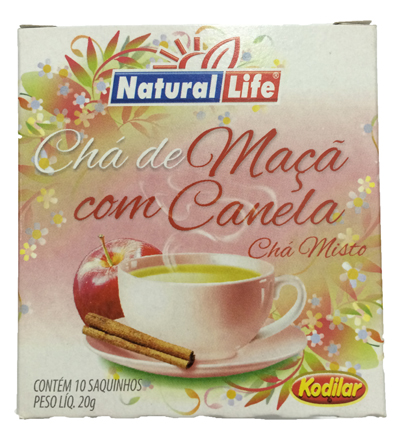 Natural Life®
Chá de Maçã
com Canela
Chá Misto
CONTÉM 10 SAQUINHOS
PESO LÍQ. 20g
Kodilar